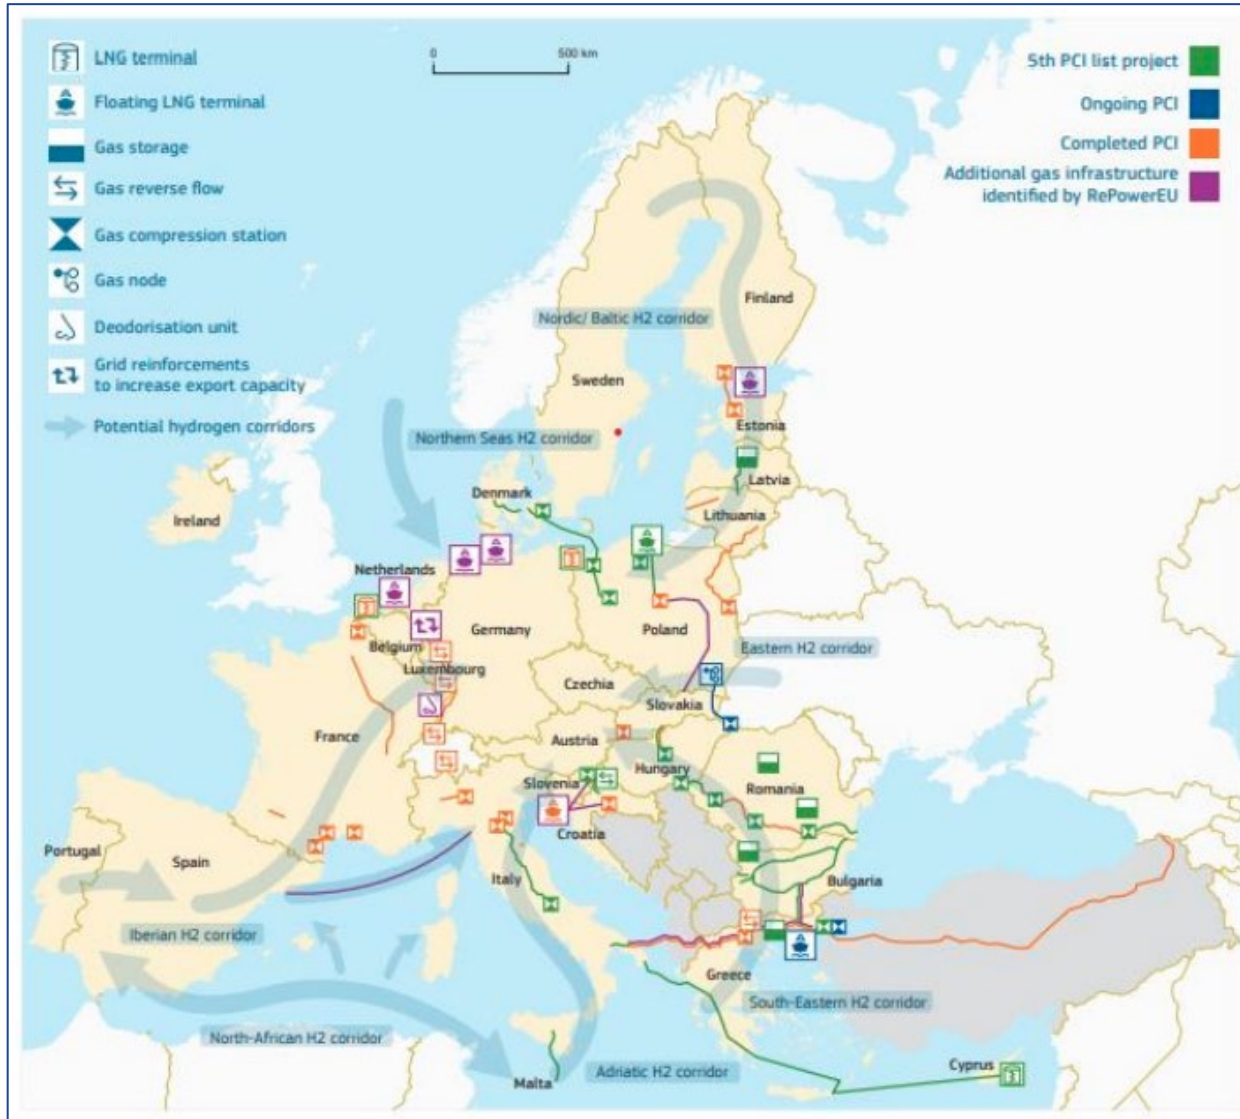 0
500 km
LNG terminal
Floating LNG terminal
Gas storage
Gas reverse flow
Gas compression station
Gas node
Deodorisation unit
Grid reinforcements
to increase export capacity
Potential hydrogen corridors
5th PCI list project
Ongoing PCI
Completed PCI
Additional gas infrastructure
identified by RePowerEU
Finland
Nordic/ Baltic H2 corridor
Sweden
Estonia
Northern Seas H2 corridor
Latvia
Denmark
Lithuania
Ireland
Netherlands
Germany
Poland
Belgium
Eastern H2 corridor
Luxembourg
Czechia
Slovakia
France
Austria
Hungary
Slovenia
Romania
Croatia
Portugal
Spain
Italy
Bulgaria
Iberian H2 corridor
Greece
South-Eastern H2 corridor
North-African H2 corridor
Adriatic H2 corridor
Cyprus
Malta